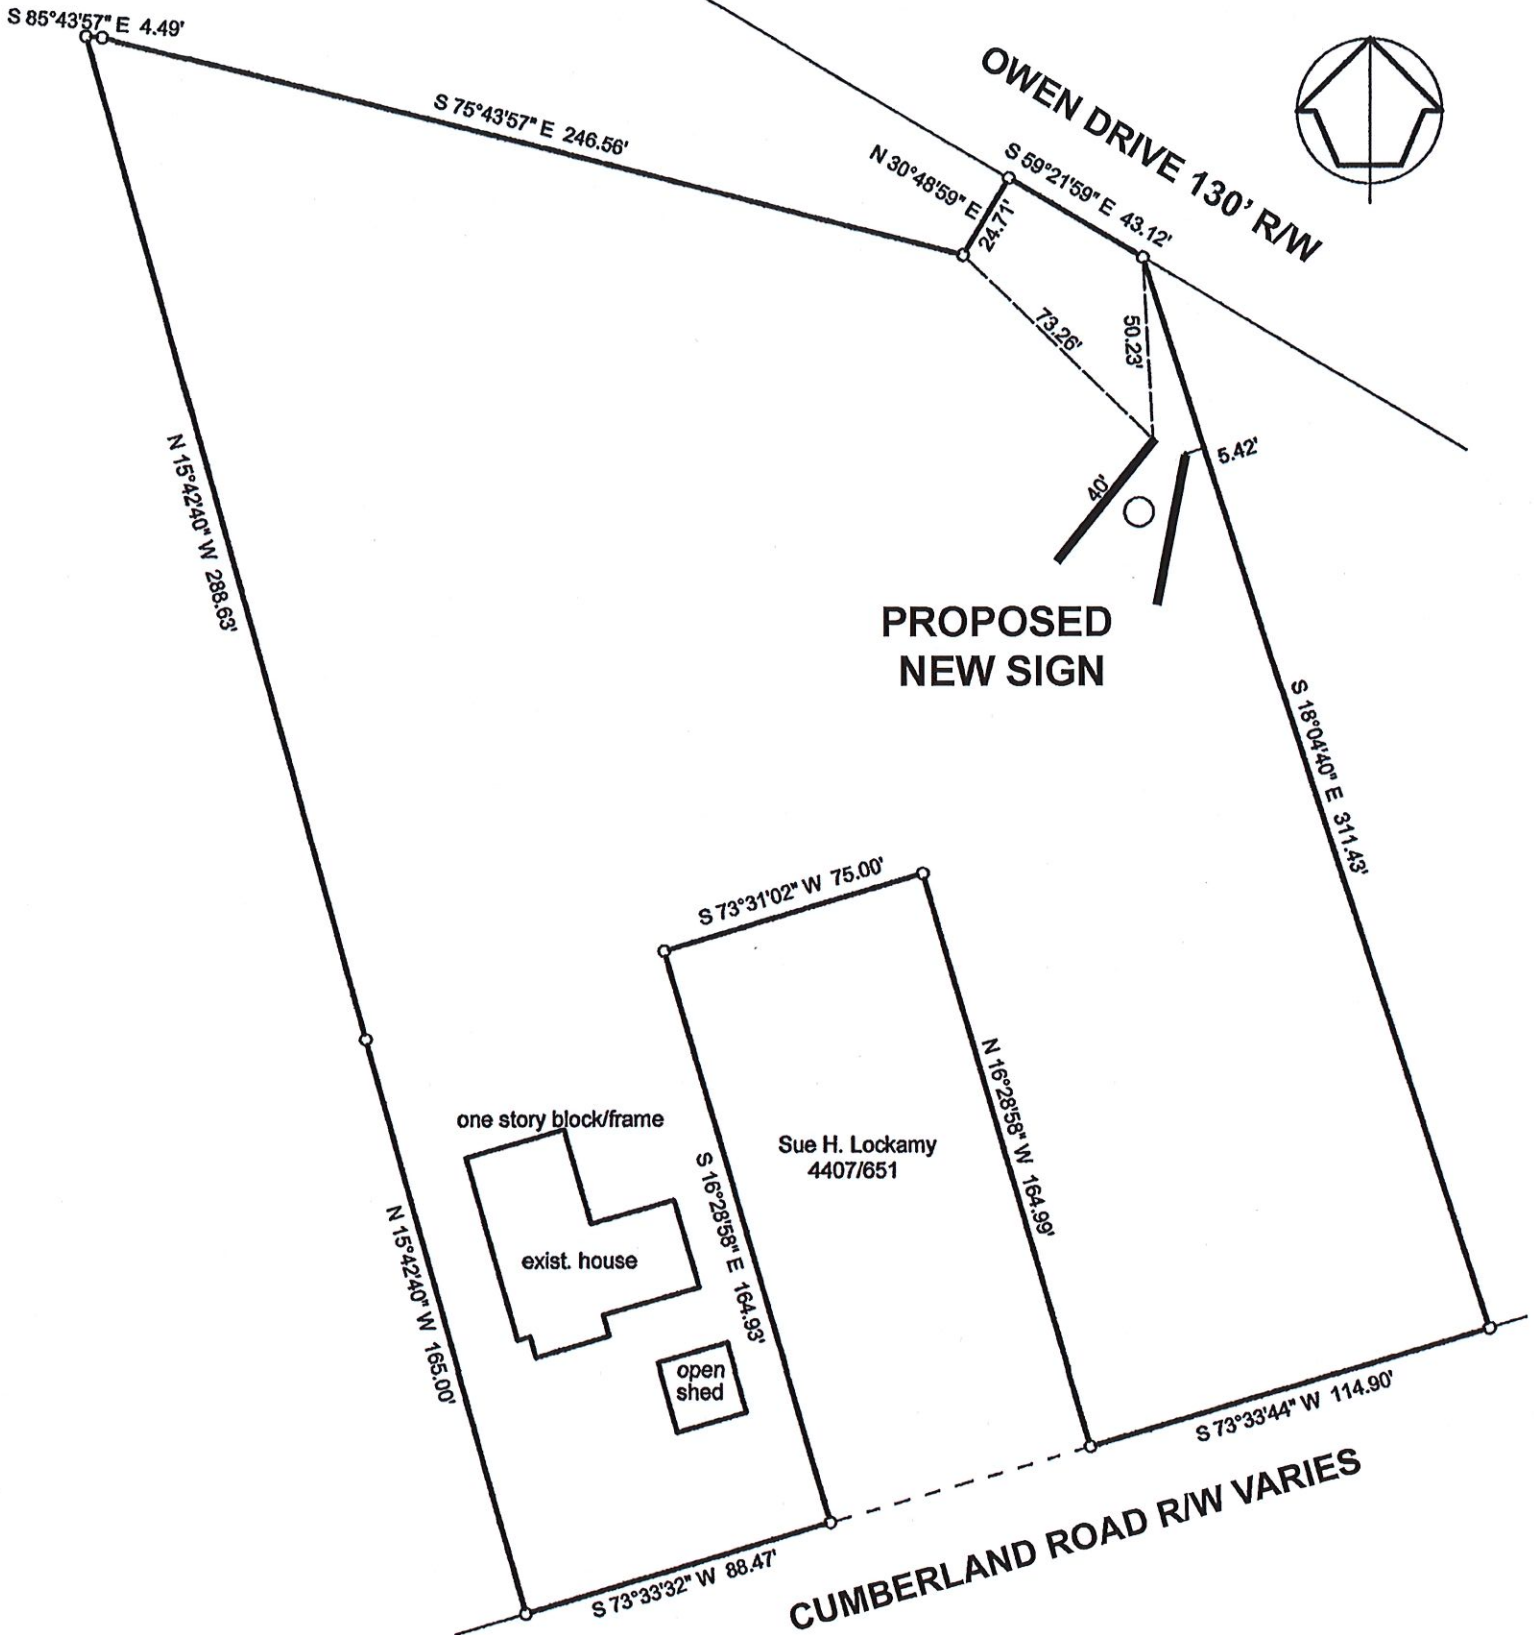 S 85°43'57" E 4.49'
S 75°43'57" E 246.56'
OWEN DRIVE 130' R/W
N 30°48'59" E
24.71'
S 59°21'59" E 43.12'
73.26'
50.23'
5.42'
40'
PROPOSED
NEW SIGN
N 15°42'40" W 288.63'
S 18°04'40" E 311.43'
S 73°31'02" W 75.00'
one story block/frame
exist. house
open
shed
Sue H. Lockamy
4407/651
S 16°28'58" E 164.93'
N 16°28'58" W 164.99'
N 15°42'40" W 165.00'
S 73°33'44" W 114.90'
S 73°33'32" W 88.47'
CUMBERLAND ROAD R/W VARIES